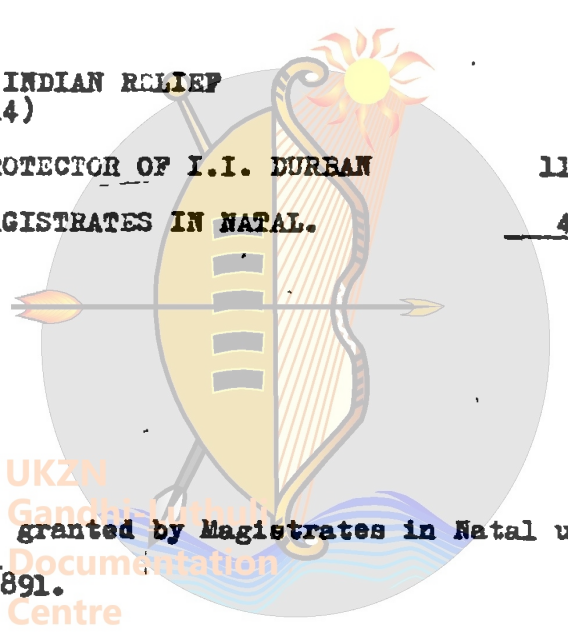 INDIAN RELIEF
4)
ROTECTOR OF I.I. DURBAN 11
GISTRATES IN NATAL. 4
UKZN
Gandhi-Luthuli
granted by Magistrates in Natal u
Documentation
891.
Centre